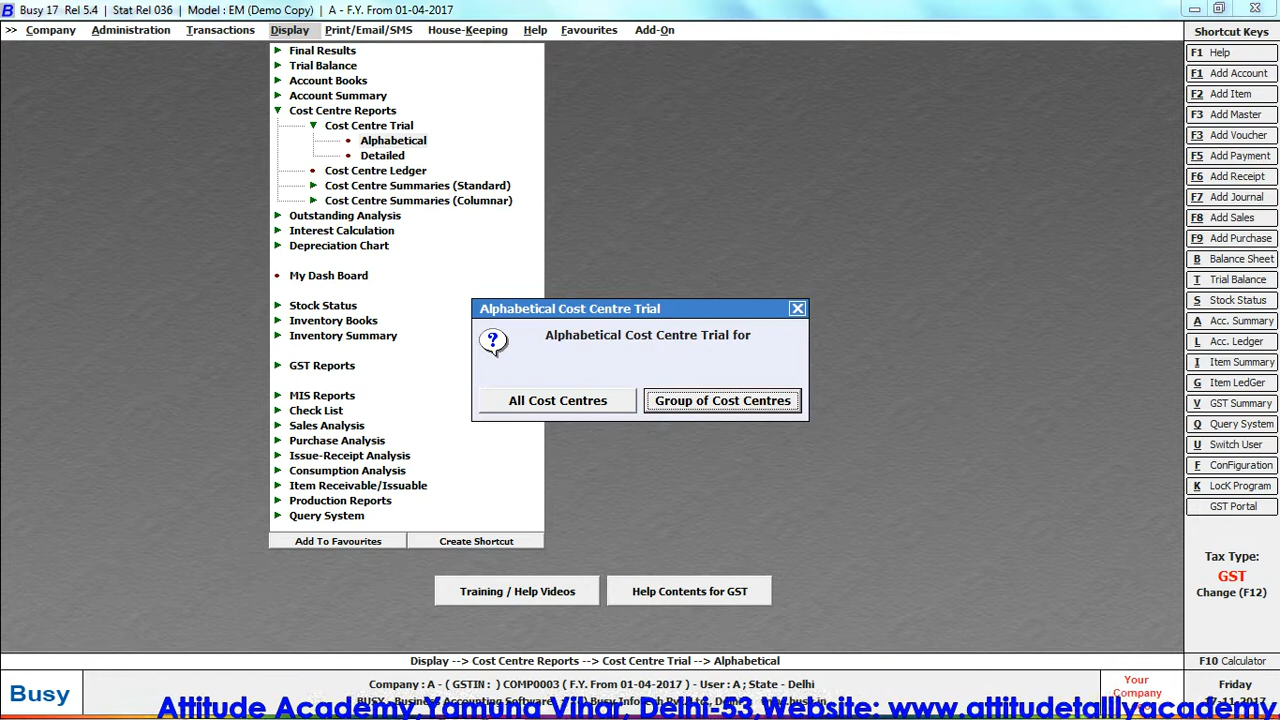 Busy 17 Rel 5.4 | Stat Rel 036 | Model : EM (Demo Copy) | A - F.Y. From 01-04-2017
>> Company Administration Transactions Display Print/Email/SMS House-Keeping Help Favourites Add-On
Final Results
Trial Balance
Account Books
Account Summary
Cost Centre Reports
Cost Centre Trial
Alphabetical
Detailed
Cost Centre Ledger
Cost Centre Summaries (Standard)
Cost Centre Summaries (Columnar)
Outstanding Analysis
Interest Calculation
Depreciation Chart
My Dash Board
Stock Status
Inventory Books
Inventory Summary
GST Reports
MIS Reports
Check List
Sales Analysis
Purchase Analysis
Issue-Receipt Analysis
Consumption Analysis
Item Receivable/Issuable
Production Reports
Query System
Add To Favourites Create Shortcut
Alphabetical Cost Centre Trial
Alphabetical Cost Centre Trial for
All Cost Centres Group of Cost Centres
Training / Help Videos Help Contents for GST
Shortcut Keys
F1 Help
F1 Add Account
F2 Add Item
F3 Add Master
F3 Add Voucher
F5 Add Payment
F6 Add Receipt
F7 Add Journal
F8 Add Sales
F9 Add Purchase
B Balance Sheet
T Trial Balance
S Stock Status
A Acc. Summary
L Acc. Ledger
I Item Summary
G Item LedGer
V GST Summary
Q Query System
U Switch User
F ConFiguration
K LocK Program
GST Portal
Tax Type:
GST
Change (F12)
Display --> Cost Centre Reports --> Cost Centre Trial --> Alphabetical
F10 Calculator
Busy
Company : A - ( GSTIN : ) COMP0003 ( F.Y. From 01-04-2017 ) - User : A ; State - Delhi
BUSY - Business Accounting Software
Your
Company
Friday
17-11-2017
Attitude Academy,Yamuna Vihar, Delhi-53,Website: www.attitudetalllyacademy